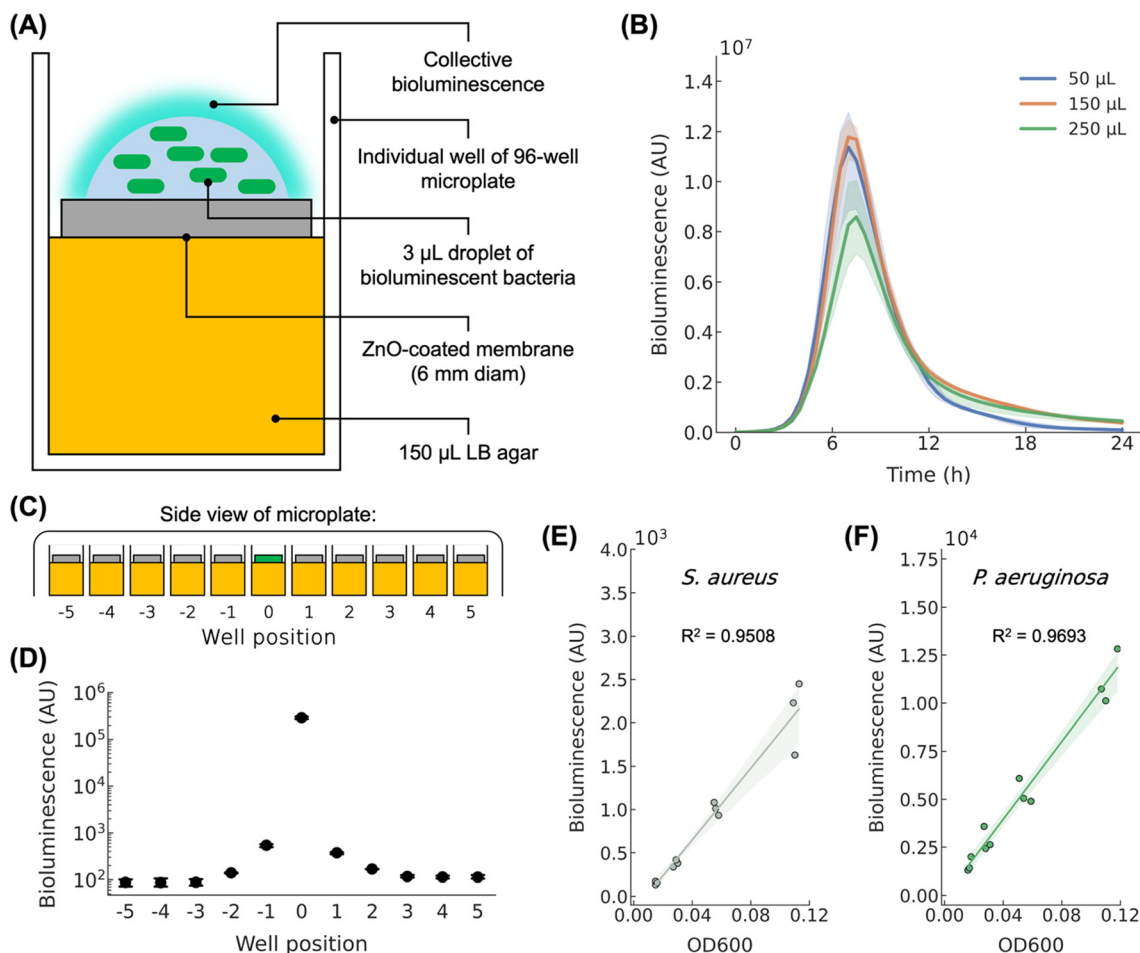 (A)
Collective
bioluminescence
Individual well of 96-well
microplate
3 µL droplet of
bioluminescent bacteria
ZnO-coated membrane
(6 mm diam)
150 µL LB agar
(B)
10⁷
Bioluminescence (AU)
1.4
1.2
1.0
0.8
0.6
0.4
0.2
0.0
50 µL
150 µL
250 µL
0 6 12 18 24
Time (h)
(C)
Side view of microplate:
-5 -4 -3 -2 -1 0 1 2 3 4 5
Well position
(D)
Bioluminescence (AU)
10⁶
10⁵
10⁴
10³
10²
-5 -4 -3 -2 -1 0 1 2 3 4 5
Well position
(E)
10³
Bioluminescence (AU)
4.0
3.5
3.0
2.5
2.0
1.5
1.0
0.5
0.0
S. aureus
R² = 0.9508
0.00 0.04 0.08 0.12
OD600
(F)
10⁴
Bioluminescence (AU)
1.75
1.50
1.25
1.00
0.75
0.50
0.25
0.00
P. aeruginosa
R² = 0.9693
0.00 0.04 0.08 0.12
OD600